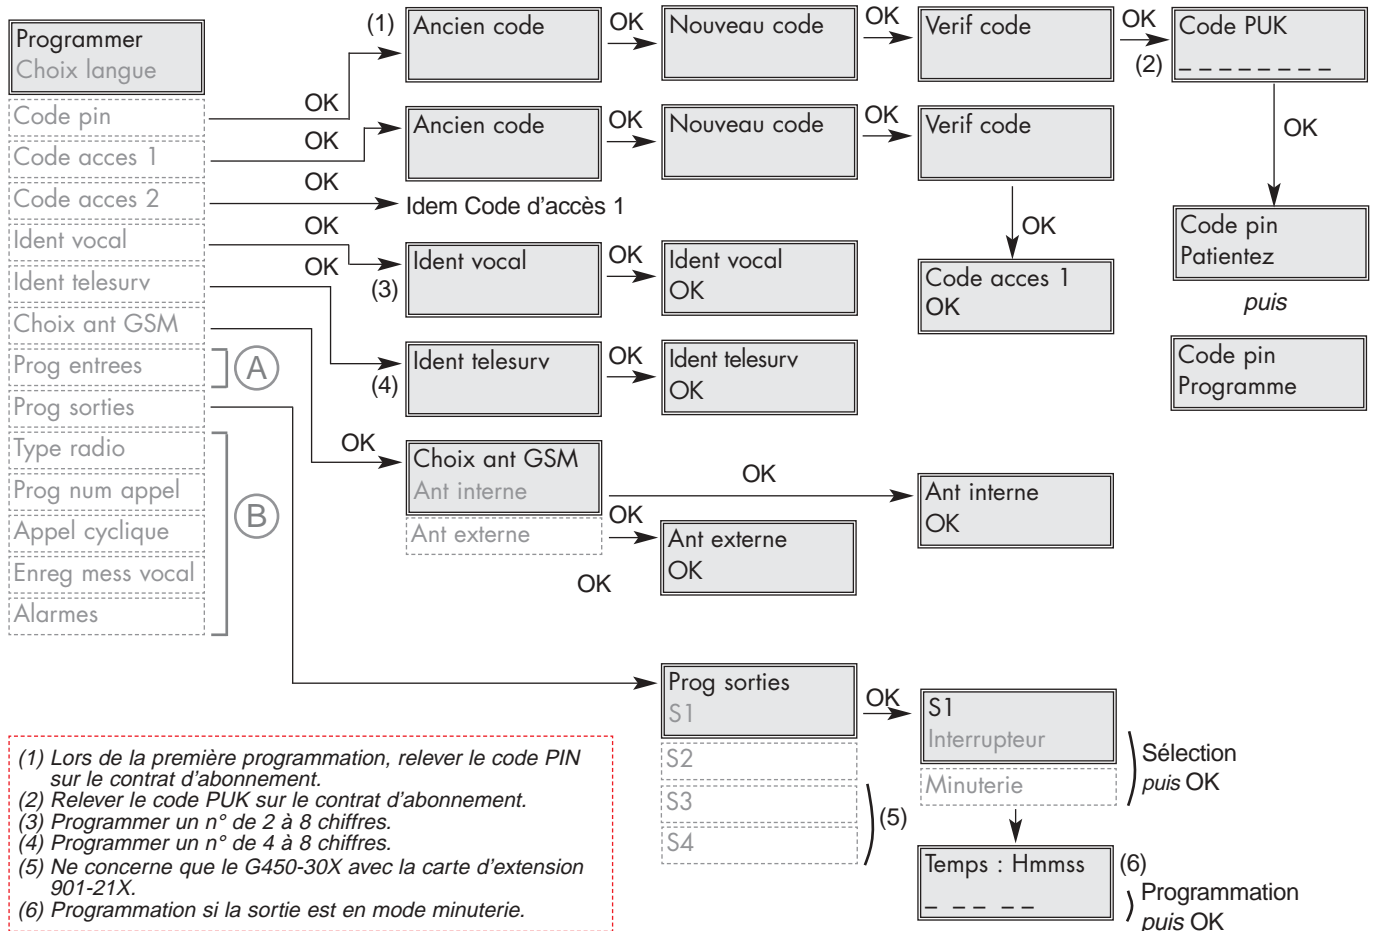 Programmer
Choix langue
Code pin
Code acces 1
Code acces 2
Ident vocal
Ident telesurv
Choix ant GSM
Prog entrees
A
Prog sorties
Type radio
Prog num appel
Appel cyclique
Enreg mess vocal
Alarmes
B
OK
(1)
Ancien code
OK
Nouveau code
OK
Verif code
OK
(2)
Code PUK
_ _ _ _ _ _ _ _
OK
Code pin
Patientez
puis
Code pin
Programme
OK
Ancien code
OK
Nouveau code
OK
Verif code
OK
Code acces 1
OK
OK
Idem Code d'accès 1
OK
(3)
Ident vocal
OK
Ident vocal
OK
OK
(4)
Ident telesurv
OK
Ident telesurv
OK
OK
Choix ant GSM
Ant interne
Ant externe
OK
Ant interne
OK
OK
Ant externe
OK
OK
Prog sorties
S1
S2
S3
S4
(5)
OK
S1
Interrupteur
Minuterie
Sélection
puis OK
Temps : Hmmss
_ _ _ _ _
(6)
Programmation
puis OK
(1) Lors de la première programmation, relever le code PIN
sur le contrat d'abonnement.
(2) Relever le code PUK sur le contrat d'abonnement.
(3) Programmer un n° de 2 à 8 chiffres.
(4) Programmer un n° de 4 à 8 chiffres.
(5) Ne concerne que le G450-30X avec la carte d'extension
901-21X.
(6) Programmation si la sortie est en mode minuterie.